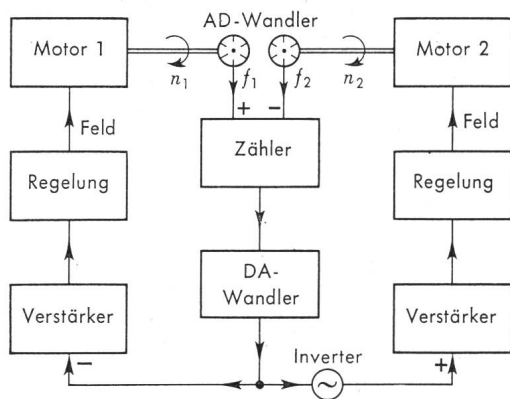 AD-Wandler
Motor 1
Motor 2
n1
f1
f2
n2
Feld
+
−
Feld
Zähler
Regelung
Regelung
DA-
Wandler
Verstärker
Verstärker
Inverter
−
~
+